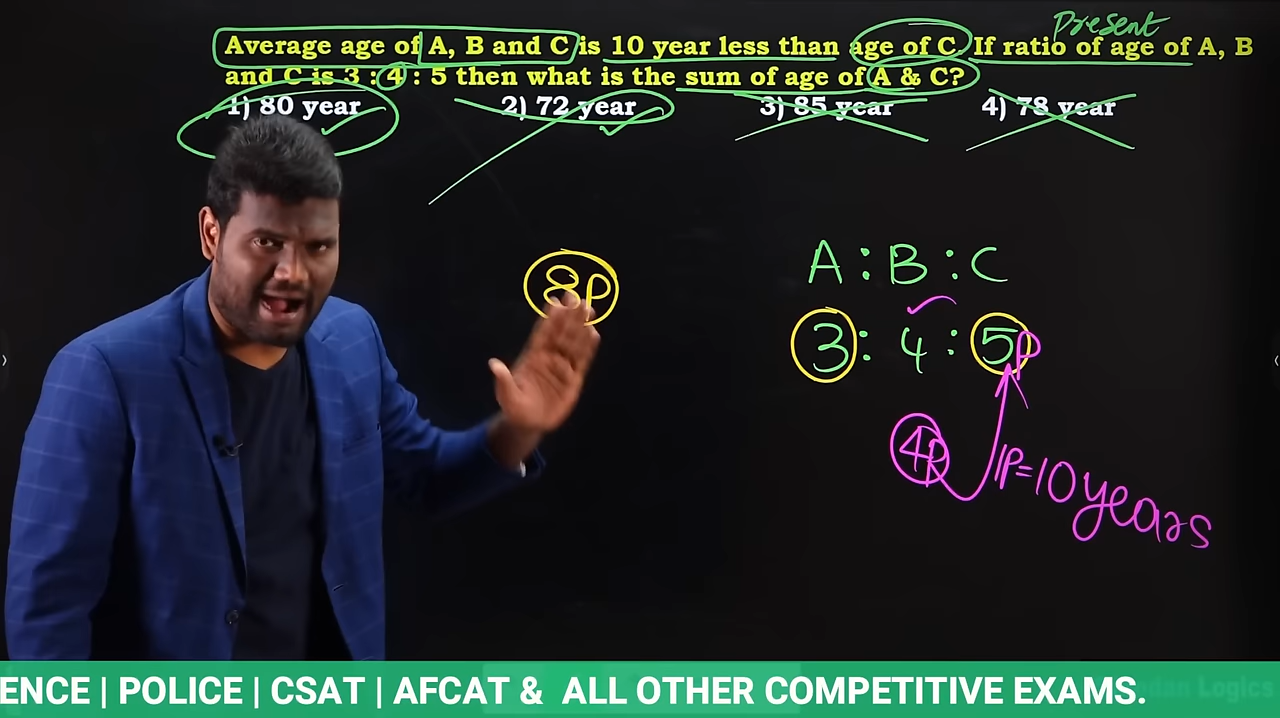 Present
Average age of A, B and C is 10 year less than age of C. If ratio of age of A, B
and C is 3 : 4 : 5 then what is the sum of age of A & C?
1) 80 year 2) 72 year 3) 85 year 4) 78 year
A : B : C
8P
3 : 4 : 5P
4P
1P=10years
ENCE | POLICE | CSAT | AFCAT & ALL OTHER COMPETITIVE EXAMS.
Logics